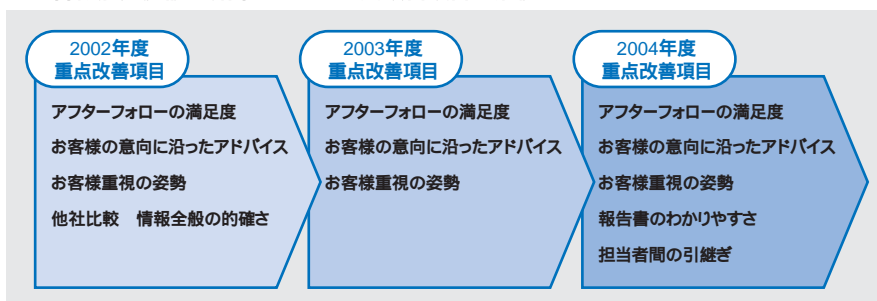 2002年度
重点改善項目
アフターフォローの満足度
お客様の意向に沿ったアドバイス
お客様重視の姿勢
他社比較　情報全般の的確さ
2003年度
重点改善項目
アフターフォローの満足度
お客様の意向に沿ったアドバイス
お客様重視の姿勢
2004年度
重点改善項目
アフターフォローの満足度
お客様の意向に沿ったアドバイス
お客様重視の姿勢
報告書のわかりやすさ
担当者間の引継ぎ